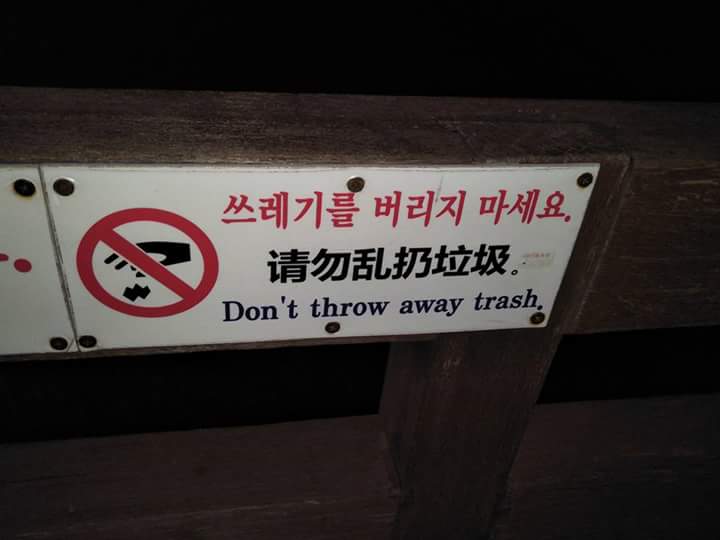 쓰레기를 버리지 마세요.
请勿乱扔垃圾。
Don't throw away trash.